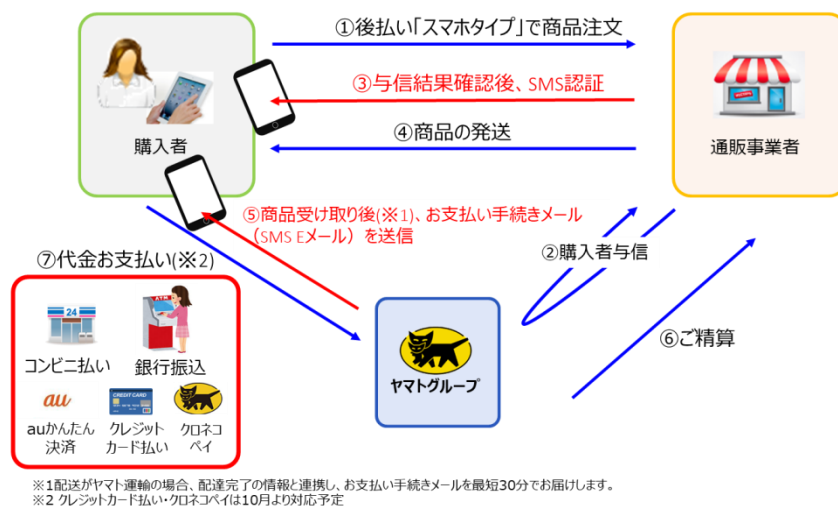 ①後払い「スマホタイプ」で商品注文
③与信結果確認後、SMS認証
④商品の発送
購入者
通販事業者
⑤商品受け取り後(※1)、お支払い手続きメール
（SMS Eメール）を送信
②購入者与信
⑦代金お支払い(※2)
24
ATM
コンビニ払い
銀行振込
ヤマトグループ
⑥ご精算
au
CREDIT CARD
auかんたん
決済
クレジット
カード払い
クロネコ
ペイ
※1配送がヤマト運輸の場合、配達完了の情報と連携し、お支払い手続きメールを最短30分でお届けします。
※2 クレジットカード払い・クロネコペイは10月より対応予定